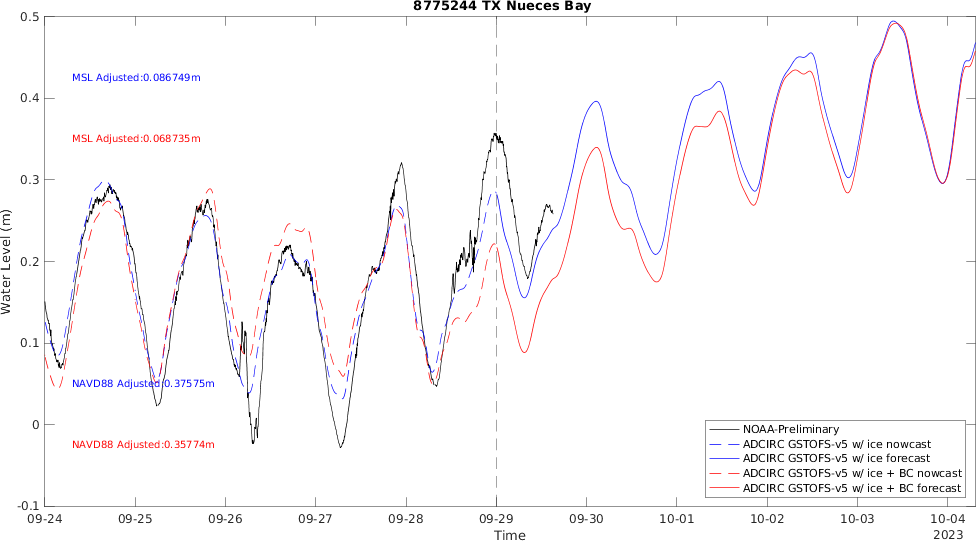 8775244 TX Nueces Bay
0.5
0.4
0.3
0.2
0.1
0
-0.1
Water Level (m)
MSL Adjusted:0.086749m
MSL Adjusted:0.068735m
NAVD88 Adjusted:0.37575m
NAVD88 Adjusted:0.35774m
NOAA-Preliminary
ADCIRC GSTOFS-v5 w/ ice nowcast
ADCIRC GSTOFS-v5 w/ ice forecast
ADCIRC GSTOFS-v5 w/ ice + BC nowcast
ADCIRC GSTOFS-v5 w/ ice + BC forecast
09-24 09-25 09-26 09-27 09-28 09-29 09-30 10-01 10-02 10-03 10-04
Time
2023